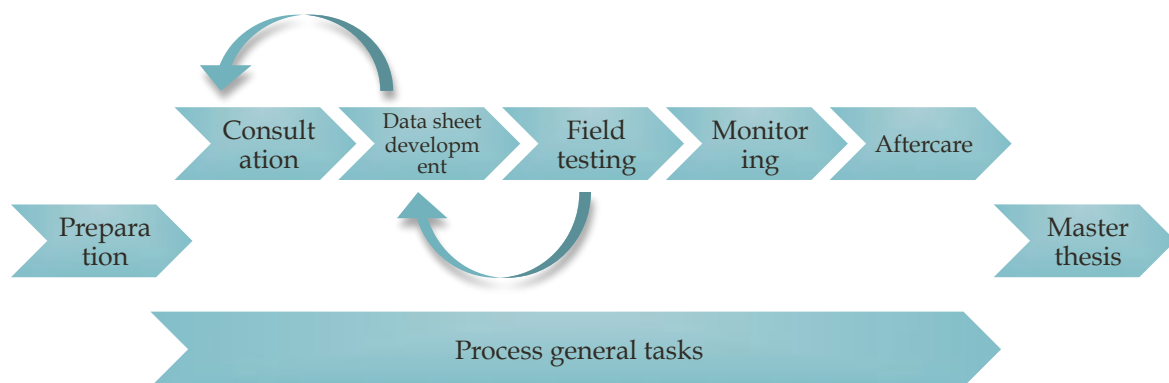 Consult
ation
Data sheet
developm
ent
Field
testing
Monitor
ing
Aftercare
Prepara
tion
Master
thesis
Process general tasks